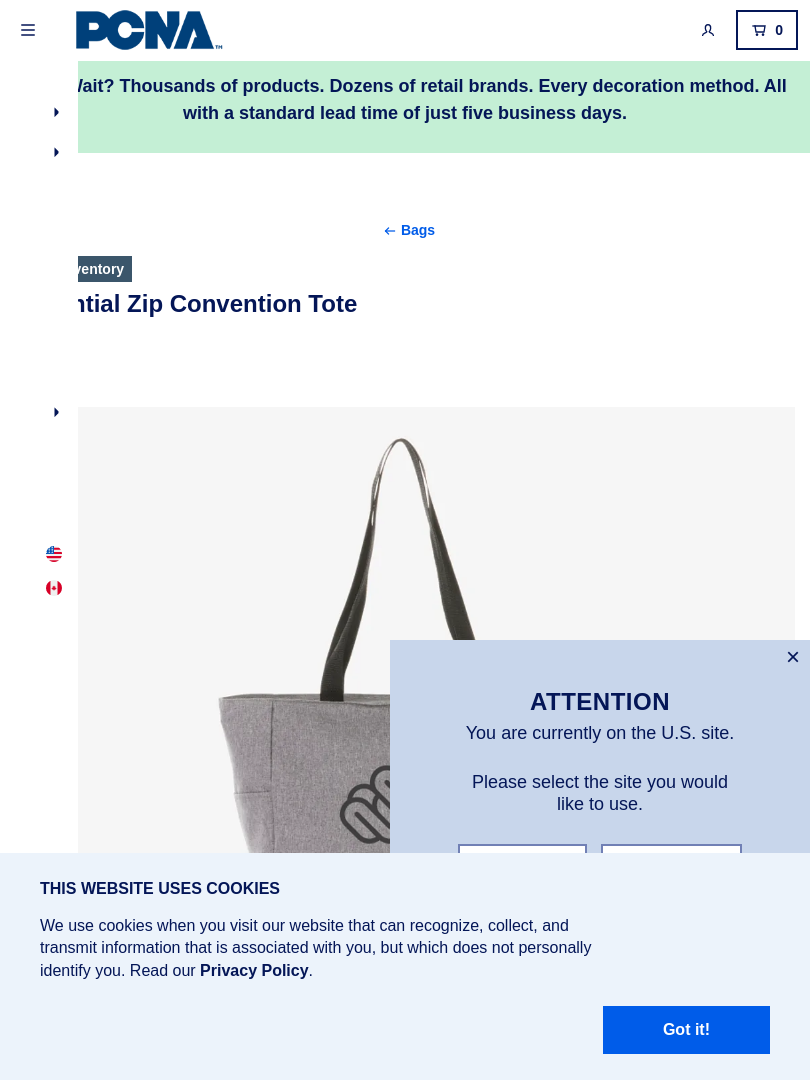 PCNA™
0
Wait? Thousands of products. Dozens of retail brands. Every decoration method. All
with a standard lead time of just five business days.
← Bags
ventory
ntial Zip Convention Tote
ATTENTION
You are currently on the U.S. site.
Please select the site you would
like to use.
THIS WEBSITE USES COOKIES
We use cookies when you visit our website that can recognize, collect, and
transmit information that is associated with you, but which does not personally
identify you. Read our Privacy Policy.
Got it!